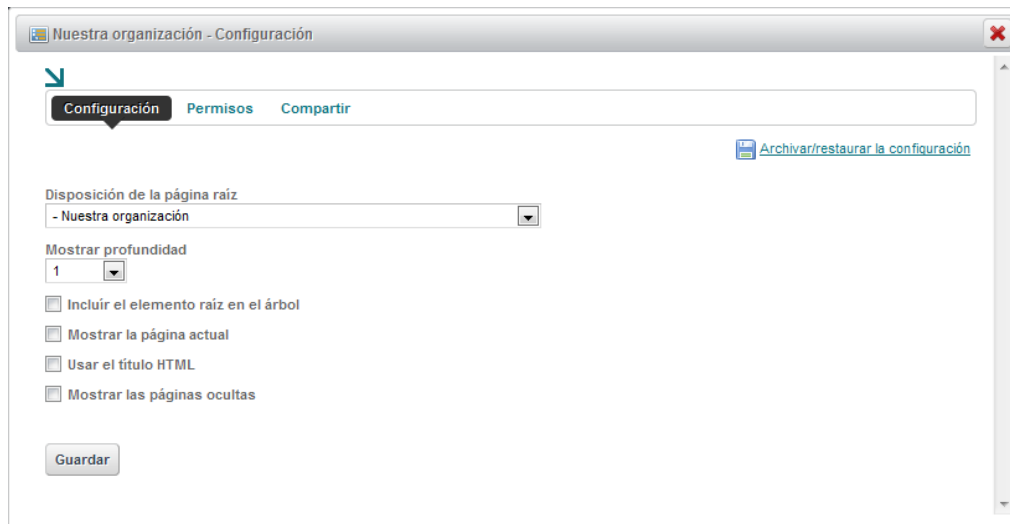 Nuestra organización - Configuración
Configuración Permisos Compartir
Archivar/restaurar la configuración
Disposición de la página raíz
- Nuestra organización
Mostrar profundidad
1
Incluír el elemento raíz en el árbol
Mostrar la página actual
Usar el título HTML
Mostrar las páginas ocultas
Guardar